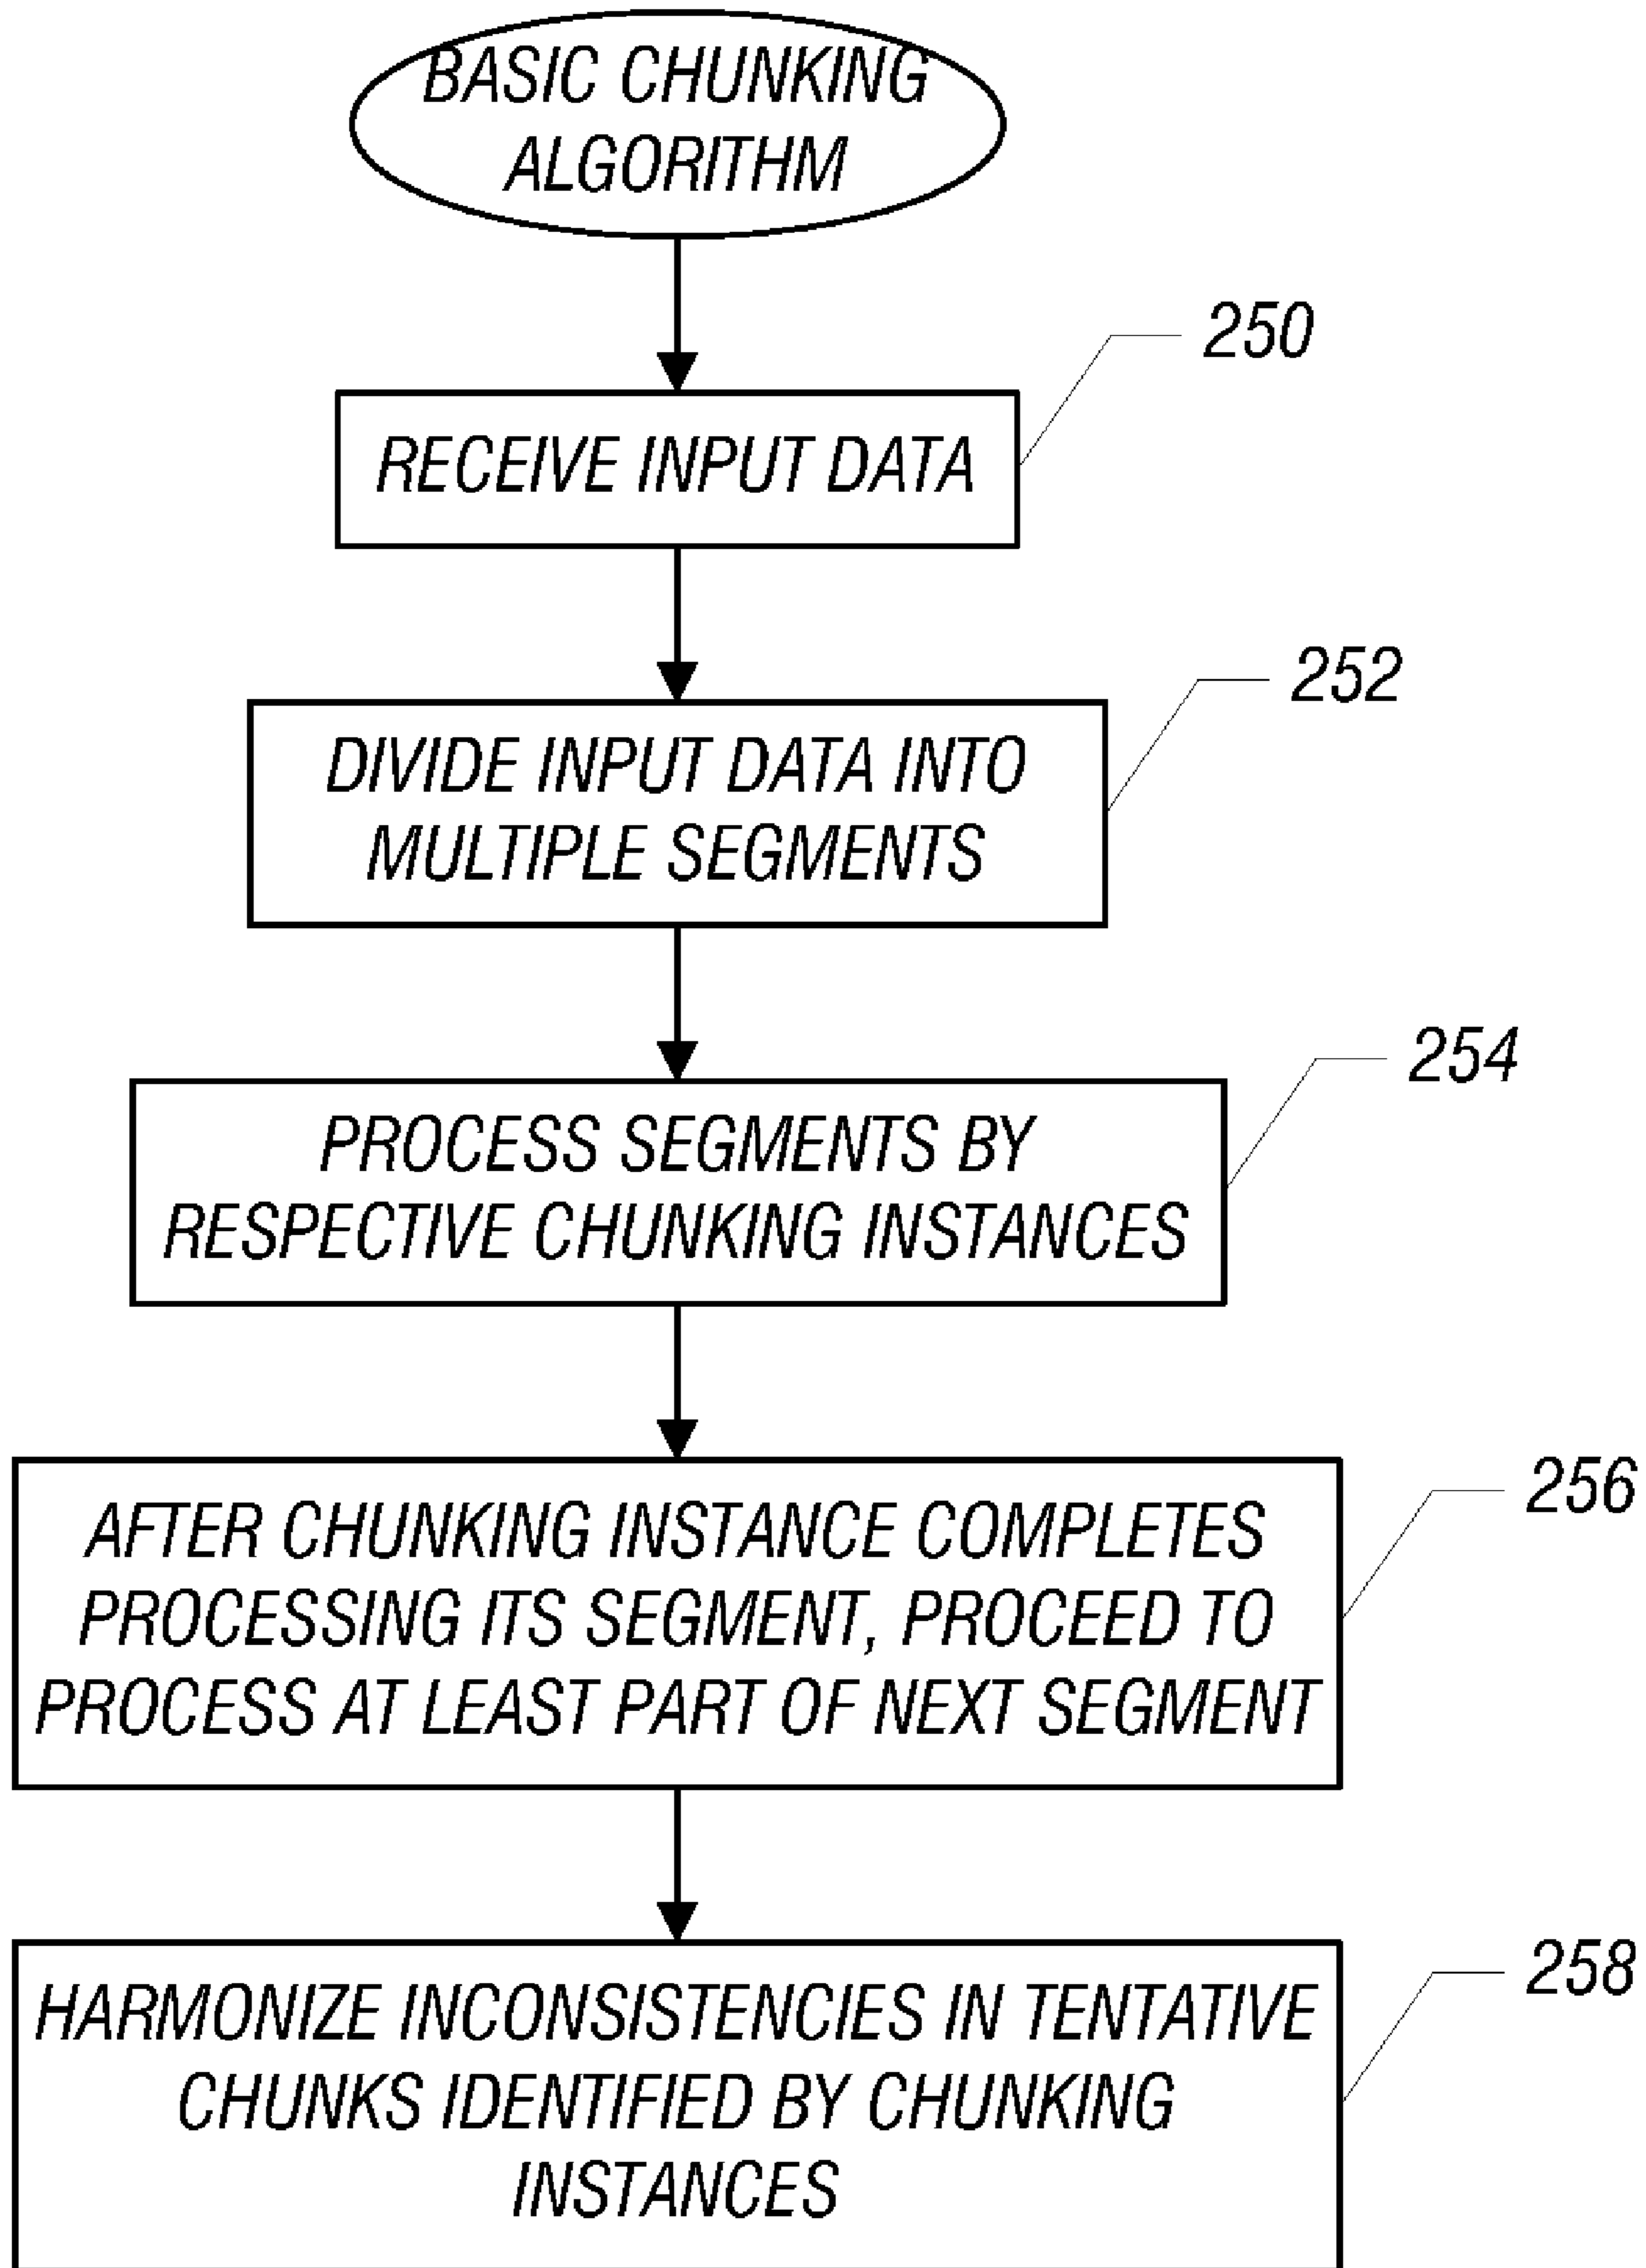 BASIC CHUNKING
ALGORITHM
250
RECEIVE INPUT DATA
252
DIVIDE INPUT DATA INTO
MULTIPLE SEGMENTS
254
PROCESS SEGMENTS BY
RESPECTIVE CHUNKING INSTANCES
256
AFTER CHUNKING INSTANCE COMPLETES
PROCESSING ITS SEGMENT, PROCEED TO
PROCESS AT LEAST PART OF NEXT SEGMENT
258
HARMONIZE INCONSISTENCIES IN TENTATIVE
CHUNKS IDENTIFIED BY CHUNKING
INSTANCES